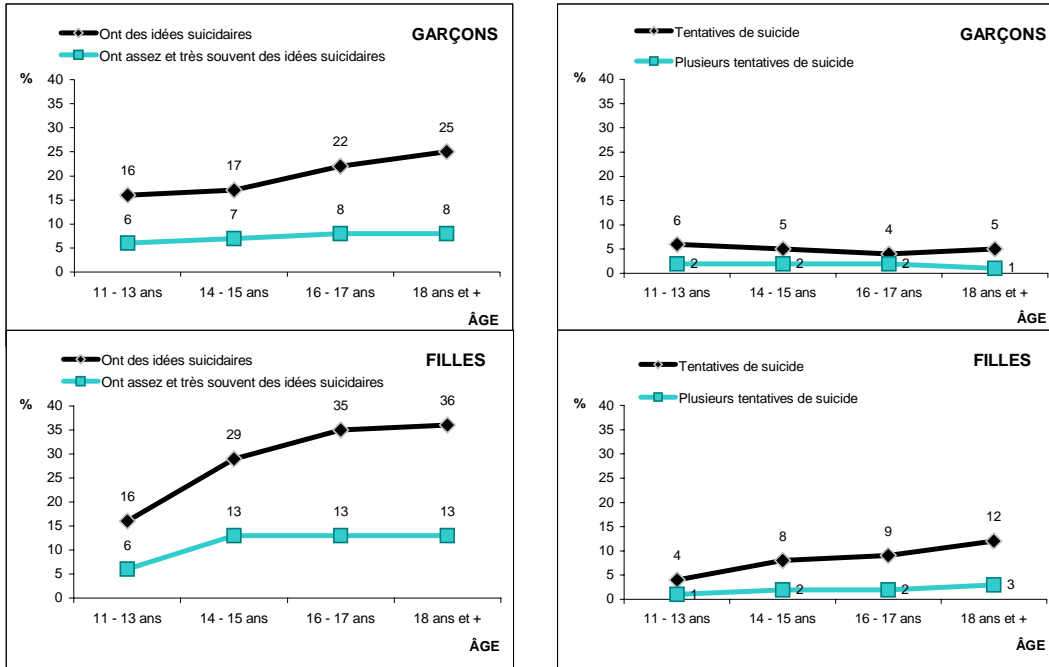 Ont des idées suicidaires
GARÇONS
Ont assez et très souvent des idées suicidaires
%
40
35
30
25
20
15
10
5
0
16
17
22
25
6
7
8
8
11 - 13 ans
14 - 15 ans
16 - 17 ans
18 ans et +
ÂGE
Tentatives de suicide
GARÇONS
Plusieurs tentatives de suicide
%
40
35
30
25
20
15
10
5
0
6
5
4
5
2
2
2
1
11 - 13 ans
14 - 15 ans
16 - 17 ans
18 ans et +
ÂGE
Ont des idées suicidaires
FILLES
Ont assez et très souvent des idées suicidaires
%
40
35
30
25
20
15
10
5
0
16
29
35
36
6
13
13
13
11 - 13 ans
14 - 15 ans
16 - 17 ans
18 ans et +
ÂGE
Tentatives de suicide
FILLES
Plusieurs tentatives de suicide
%
40
35
30
25
20
15
10
5
0
4
8
9
12
1
2
2
3
11 - 13 ans
14 - 15 ans
16 - 17 ans
18 ans et +
ÂGE